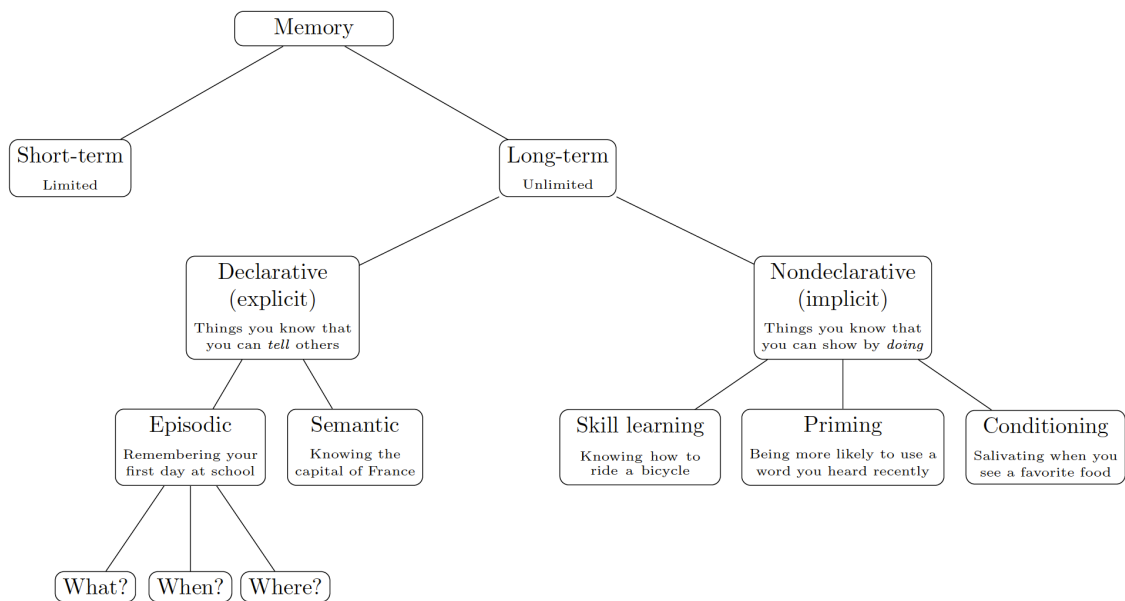 Memory
Short-term
Limited
Long-term
Unlimited
Declarative
(explicit)
Things you know that
you can tell others
Nondeclarative
(implicit)
Things you know that
you can show by doing
Episodic
Remembering your
first day at school
Semantic
Knowing the
capital of France
Skill learning
Knowing how to
ride a bicycle
Priming
Being more likely to use a
word you heard recently
Conditioning
Salivating when you
see a favorite food
What?
When?
Where?